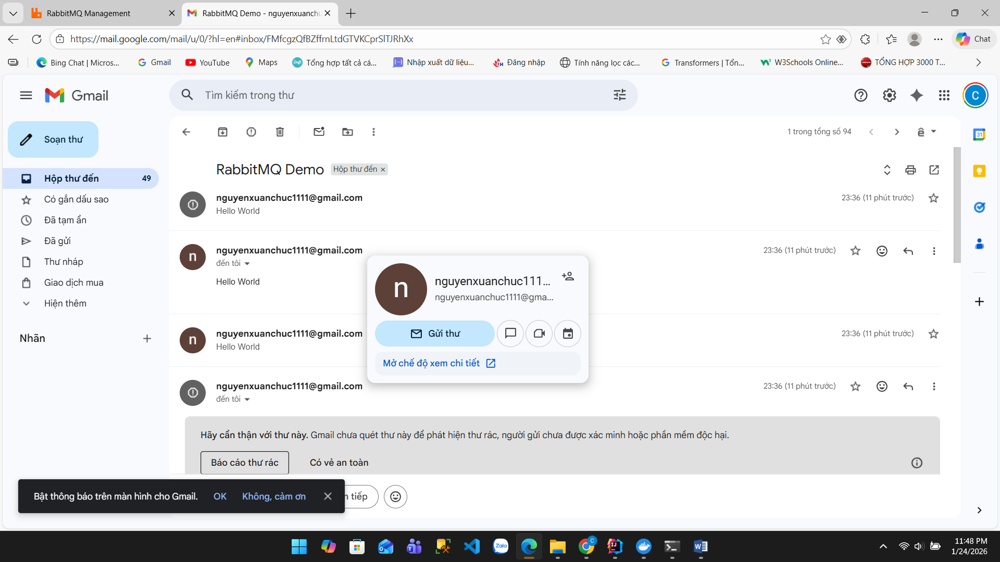 RabbitMQ Management
RabbitMQ Demo - nguyenxuanchu
https://mail.google.com/mail/u/0/?hl=en#inbox/FMfcgzQfBZffrnLtdGTVKCprSlTJRhXx
Chat
Bing Chat | Micros...
Gmail
YouTube
Maps
Tổng hợp tất cả cá...
Nhập xuất dữ liệu...
Đăng nhập
Tính năng lọc các...
Transformers | Tổn...
W3Schools Online...
TỔNG HỢP 3000 T...
Gmail
Tìm kiếm trong thư
C
Soạn thư
1 trong tổng số 94
Hộp thư đến 49
Có gắn dấu sao
Đã tạm ẩn
Đã gửi
Thư nháp
Giao dịch mua
Hiện thêm
Nhãn
RabbitMQ Demo
Hộp thư đến ×
nguyenxuanchuc1111@gmail.com
23:36 (11 phút trước)
Hello World
n
nguyenxuanchuc1111@gmail.com
23:36 (11 phút trước)
đến tôi
Hello World
n
nguyenxuanchuc111...
nguyenxuanchuc1111@gma...
Gửi thư
Mở chế độ xem chi tiết
n
nguyenxuanchuc1111@gmail.com
23:36 (11 phút trước)
Hello World
nguyenxuanchuc1111@gmail.com
23:36 (11 phút trước)
đến tôi
Hãy cẩn thận với thư này. Gmail chưa quét thư này để phát hiện thư rác, người gửi chưa được xác minh hoặc phần mềm độc hại.
Báo cáo thư rác
Có vẻ an toàn
Bật thông báo trên màn hình cho Gmail.
OK
Không, cảm ơn
n tiếp
31
Zalo
C
11:48 PM
1/24/2026